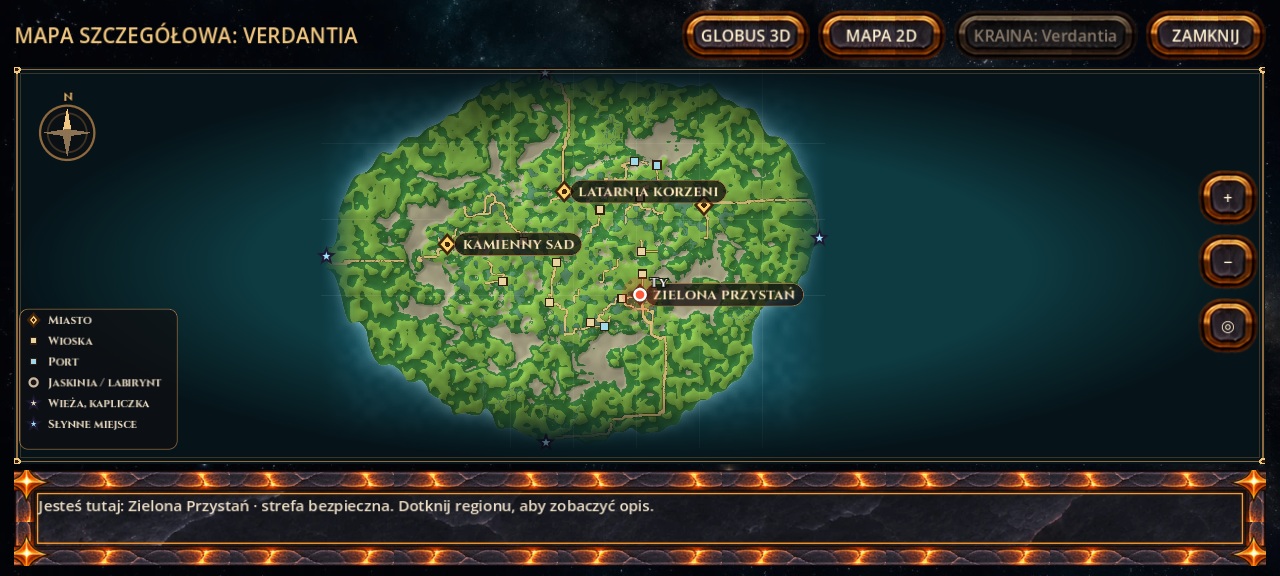 MAPA SZCZEGÓŁOWA: VERDANTIA
GLOBUS 3D
MAPA 2D
KRAINA: Verdantia
ZAMKNIJ
N
LATARNIA KORZENI
KAMIENNY SAD
TY
ZIELONA PRZYSTAŃ
+
−
◎
Miasto
Wioska
Port
Jaskinia / labirynt
Wieża, kapliczka
Słynne miejsce
Jesteś tutaj: Zielona Przystań · strefa bezpieczna. Dotknij regionu, aby zobaczyć opis.